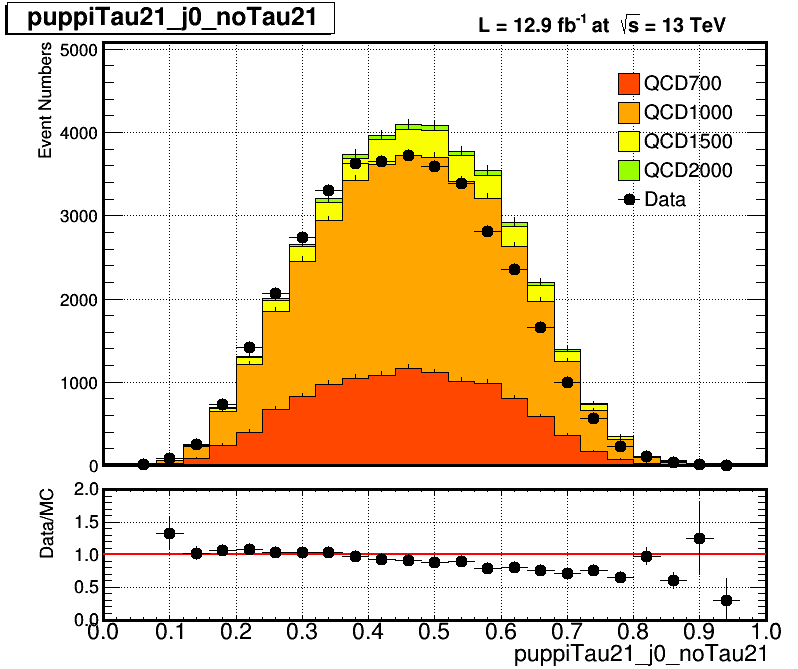 puppiTau21_j0_noTau21
L = 12.9 fb-1 at √s = 13 TeV
Event Numbers
5000
4000
3000
2000
1000
0
QCD700
QCD1000
QCD1500
QCD2000
Data
Data/MC
2.0
1.5
1.0
0.5
0.0
0.0 0.1 0.2 0.3 0.4 0.5 0.6 0.7 0.8 0.9 1.0
puppiTau21_j0_noTau21